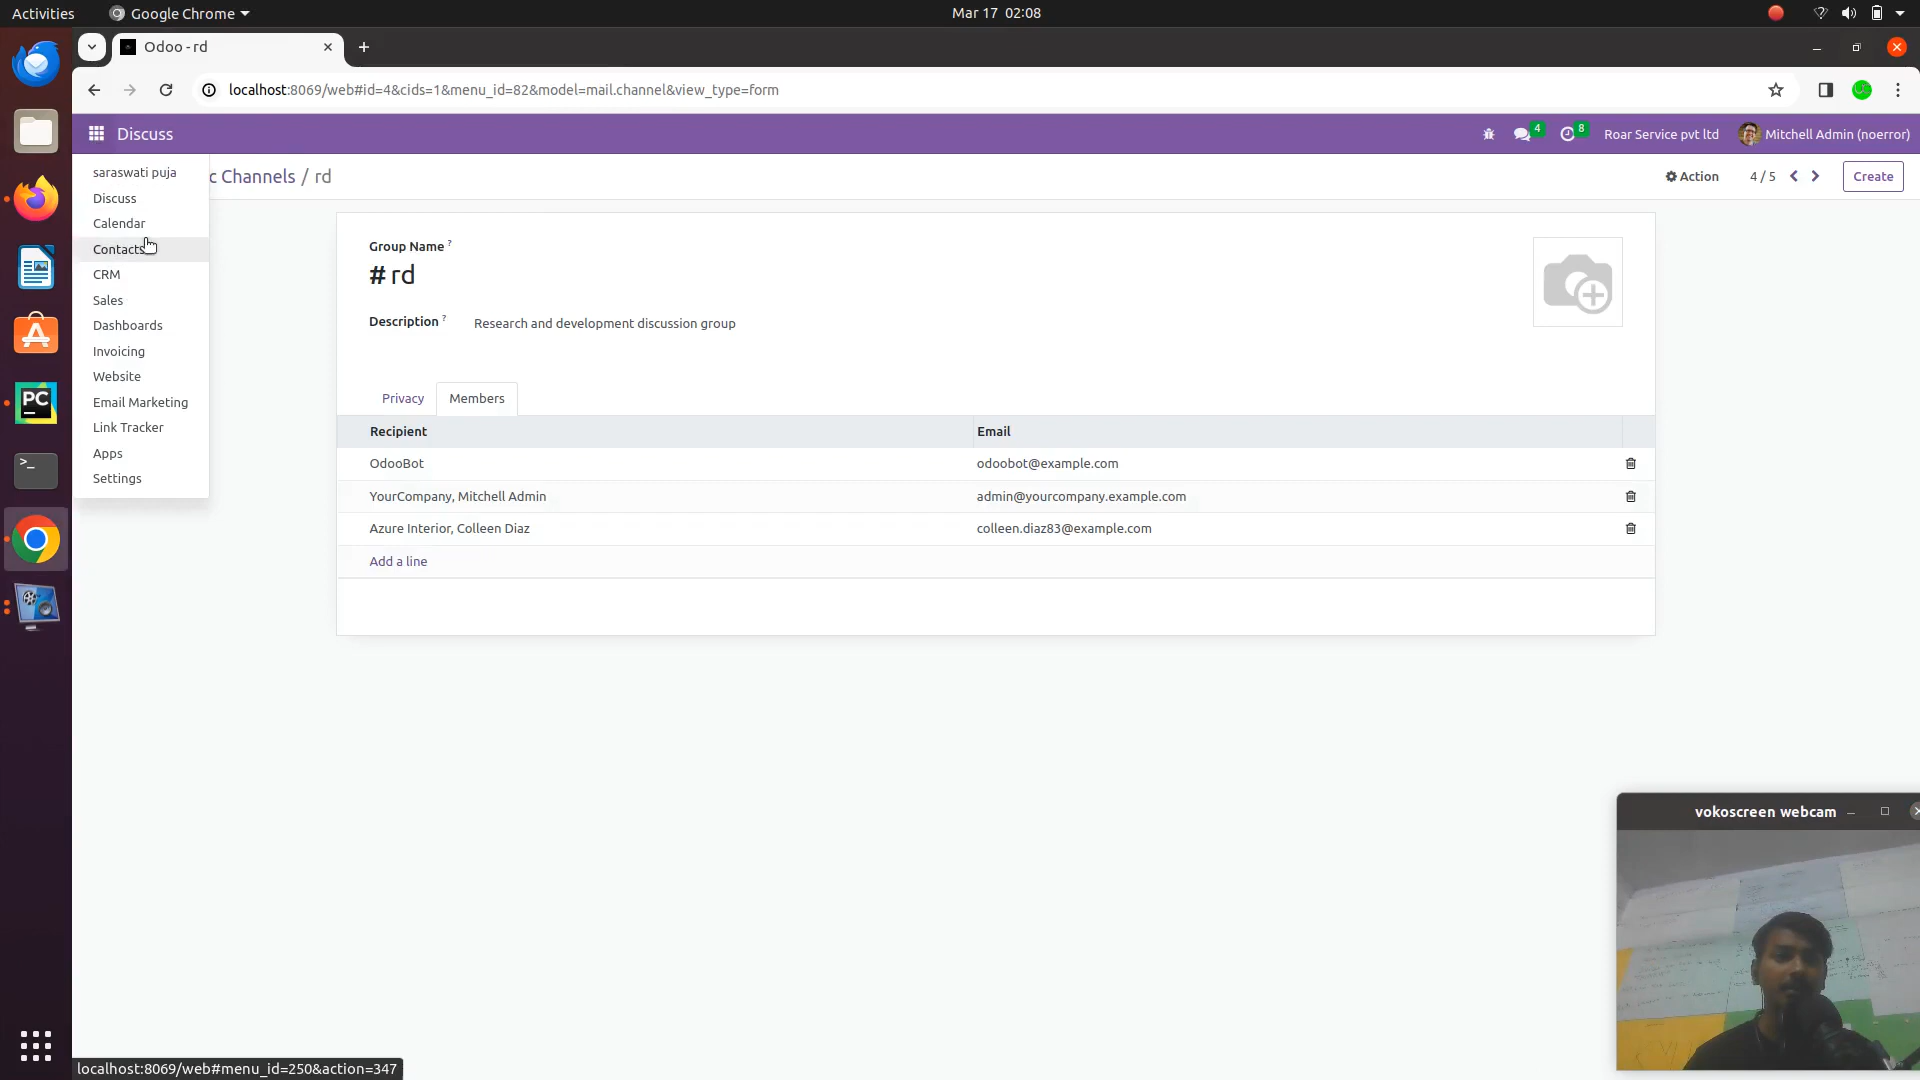 Activities
Google Chrome
Mar 17 02:08
Odoo - rd
localhost:8069/web#id=4&cids=1&menu_id=82&model=mail.channel&view_type=form
Discuss
4
8
Roar Service pvt ltd
Mitchell Admin (noerror)
saraswati puja
Discuss
Calendar
Contacts
CRM
Sales
Dashboards
Invoicing
Website
Email Marketing
Link Tracker
Apps
Settings
c Channels / rd
Action
4 / 5
Create
Group Name ?
# rd
Description ?
Research and development discussion group
Privacy
Members
Recipient
Email
OdooBot
odoobot@example.com
YourCompany, Mitchell Admin
admin@yourcompany.example.com
Azure Interior, Colleen Diaz
colleen.diaz83@example.com
Add a line
PC
>_
vokoscreen webcam
localhost:8069/web#menu_id=250&action=347